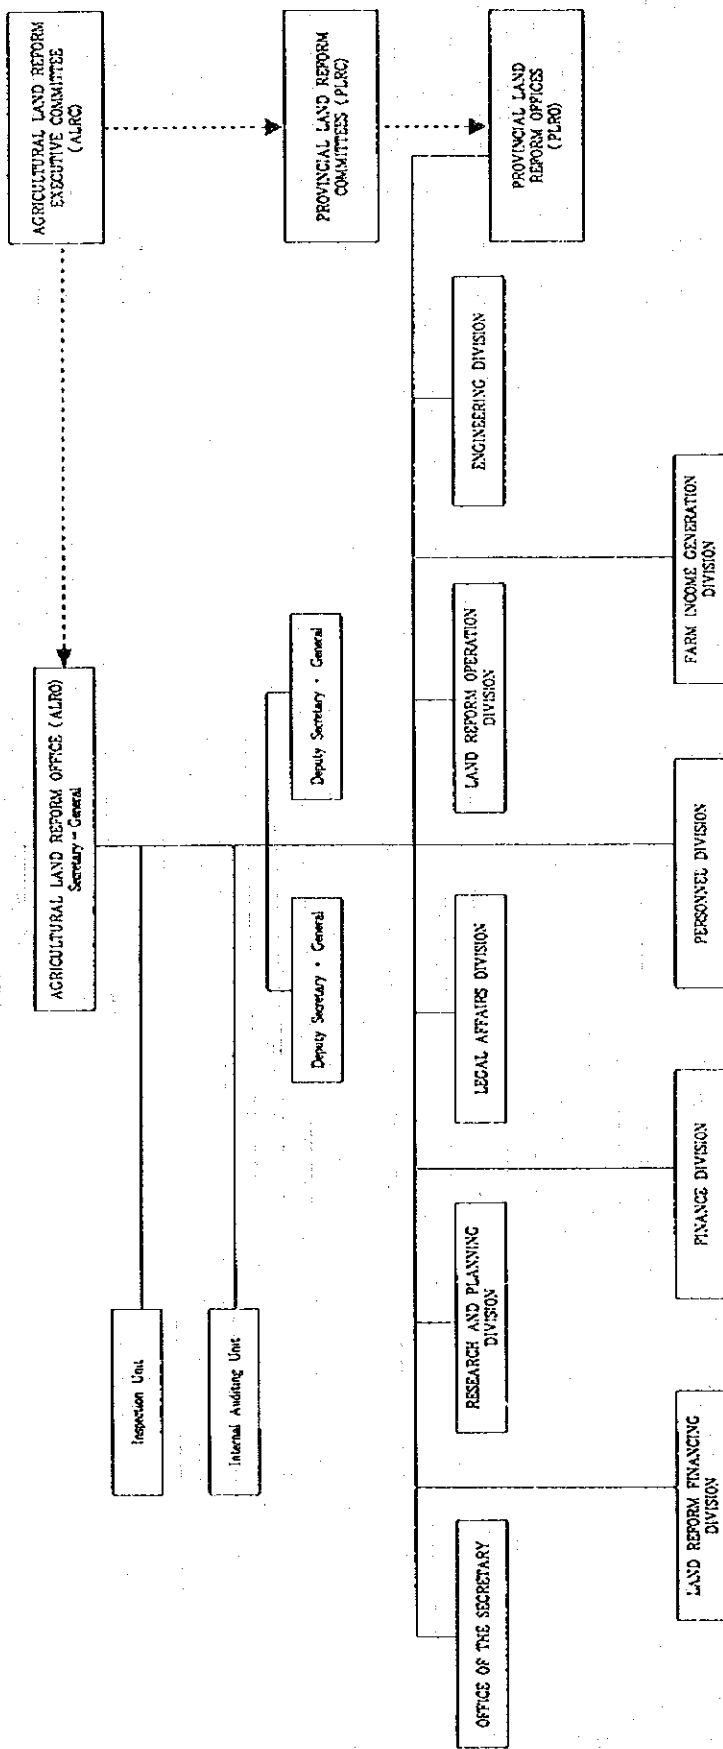 AGRICULTURAL LAND REFORM
EXECUTIVE COMMITTEE
(ALRC)
AGRICULTURAL LAND REFORM OFFICE (ALRO)
Secretary - General
Inspection Unit
Internal Auditing Unit
Deputy Secretary - General
Deputy Secretary - General
PROVINCIAL LAND REFORM
COMMITTEES (PLRC)
OFFICE OF THE SECRETARY
RESEARCH AND PLANNING
DIVISION
LEGAL AFFAIRS DIVISION
LAND REFORM OPERATION
DIVISION
ENGINEERING DIVISION
PROVINCIAL LAND
REFORM OFFICES
(PLRO)
LAND REFORM FINANCING
DIVISION
FINANCE DIVISION
PERSONNEL DIVISION
FARM INCOME GENERATION
DIVISION